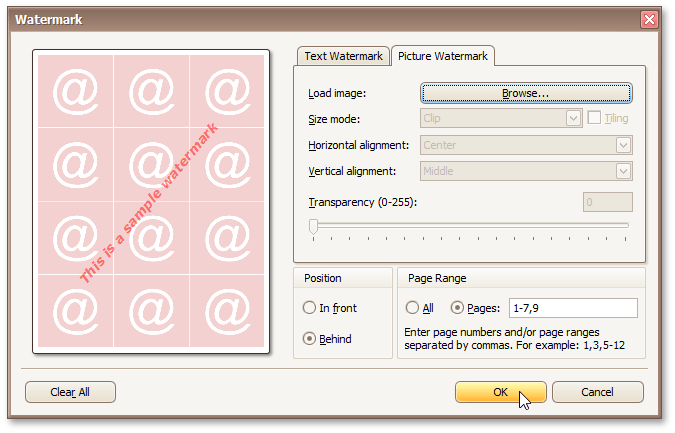 Watermark
Text Watermark
Picture Watermark
Load image:
Browse...
Size mode:
Clip
Tiling
Horizontal alignment:
Center
Vertical alignment:
Middle
Transparency (0-255):
0
@ @ @
@ @ @
@ @ @
@ @ @
This is a sample watermark
Position
In front
Behind
Page Range
All
Pages:
1-7,9
Enter page numbers and/or page ranges
separated by commas. For example: 1,3,5-12
Clear All
OK
Cancel